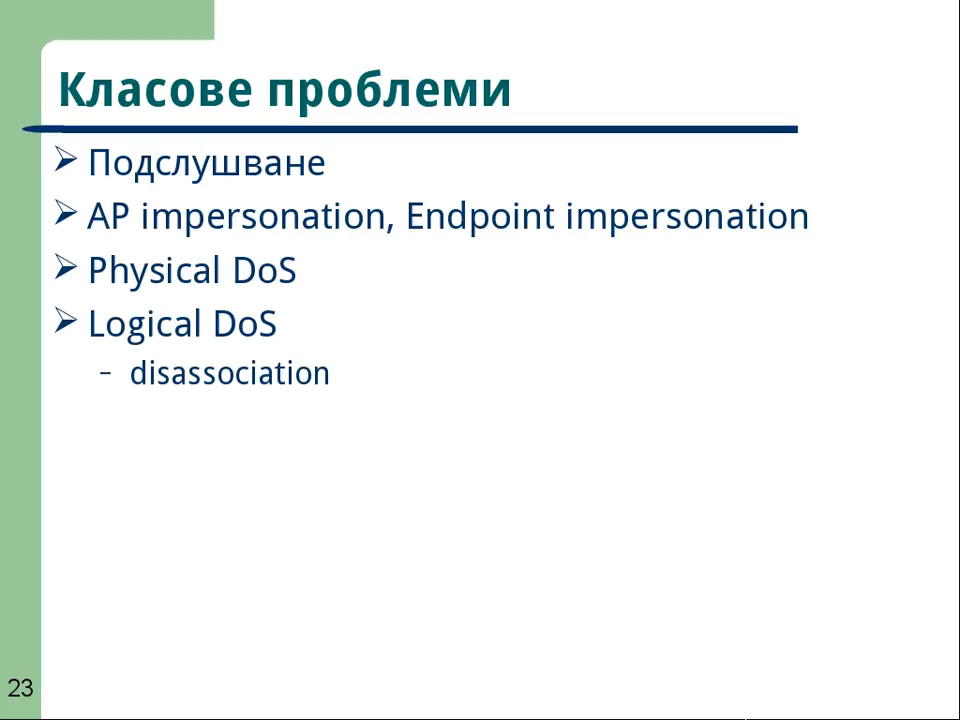 Класове проблеми
Подслушване
AP impersonation, Endpoint impersonation
Physical DoS
Logical DoS
– disassociation
23